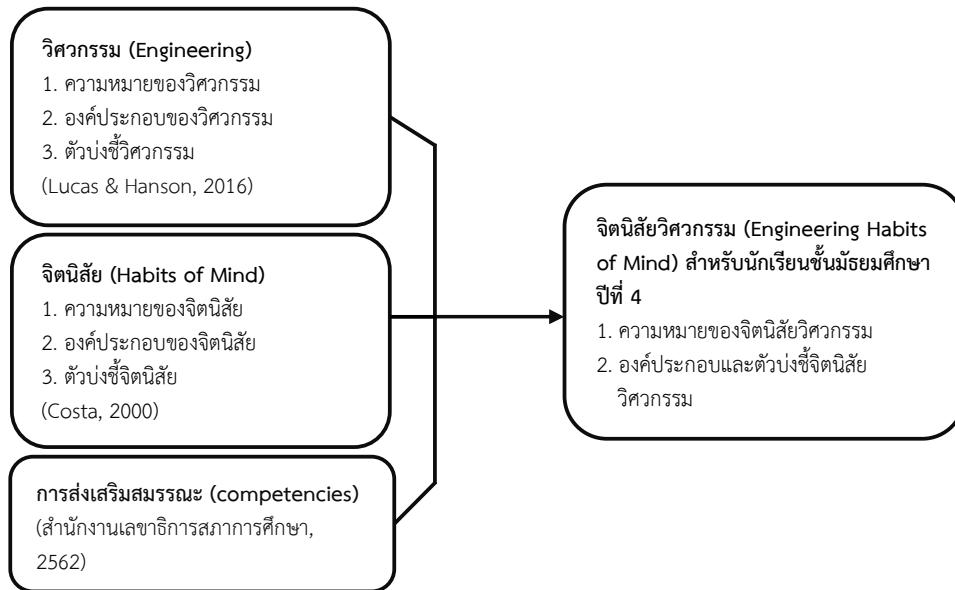 วิศวกรรม (Engineering)
1. ความหมายของวิศวกรรม
2. องค์ประกอบของวิศวกรรม
3. ตัวบ่งชี้วิศวกรรม
(Lucas & Hanson, 2016)
จิตนิสัย (Habits of Mind)
1. ความหมายของจิตนิสัย
2. องค์ประกอบของจิตนิสัย
3. ตัวบ่งชี้จิตนิสัย
(Costa, 2000)
การส่งเสริมสมรรณะ (competencies)
(สำนักงานเลขาธิการสภาการศึกษา,
2562)
จิตนิสัยวิศวกรรม (Engineering Habits
of Mind) สำหรับนักเรียนชั้นมัธยมศึกษา
ปีที่ 4
1. ความหมายของจิตนิสัยวิศวกรรม
2. องค์ประกอบและตัวบ่งชี้จิตนิสัย
วิศวกรรม